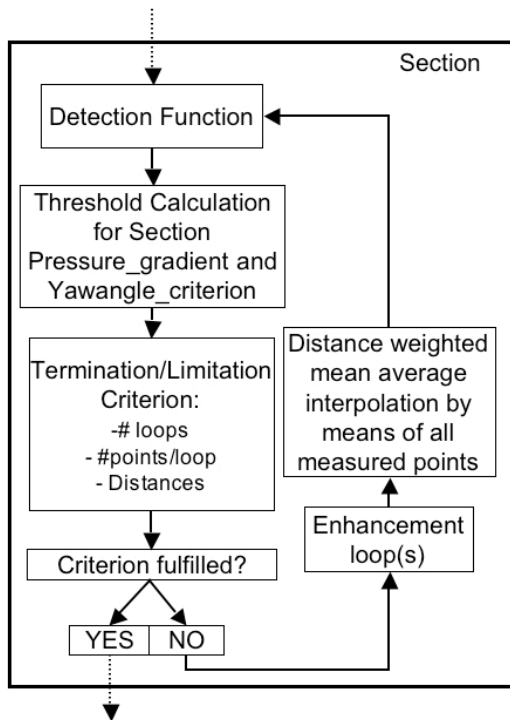 Section
Detection Function
Threshold Calculation
for Section
Pressure_gradient and
Yawangle_criterion
Termination/Limitation
Criterion:
-# loops
- #points/loop
- Distances
Criterion fulfilled?
YES
NO
Enhancement
loop(s)
Distance weighted
mean average
interpolation by
means of all
measured points